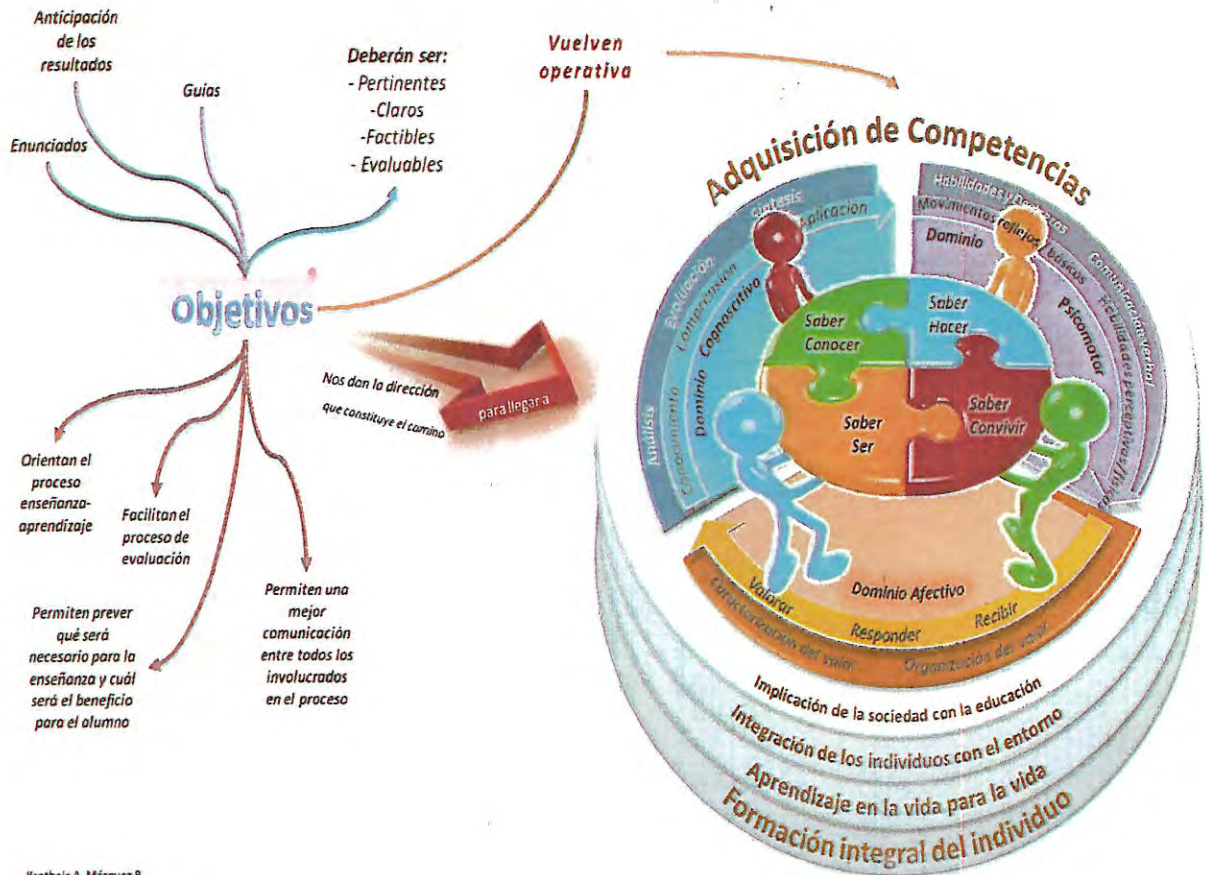 Anticipación
de los
resultados
Guías
Enunciados
Deberán ser:
- Pertinentes
-Claros
-Factibles
- Evaluables
Vuelven
operativa
Objetivos
Nos dan la dirección
que constituye el camino
para llegar a
Orientan el
proceso
enseñanza-
aprendizaje
Facilitan el
proceso de
evaluación
Permiten prever
qué será
necesario para la
enseñanza y cuál
será el beneficio
para el alumno
Permiten una
mejor
comunicación
entre todos los
involucrados
en el proceso
Adquisición de Competencias
Análisis Evaluación Síntesis
Conocimiento Comprensión Aplicación
Dominio Cognoscitivo
Habilidades y
Comunicación verbal
Movimientos reflejos básicos Habilidades perceptivas
Dominio Psicomotar
Saber
Conocer
Saber
Hacer
Saber
Ser
Saber
Convivir
Dominio Afectivo
Valorar Responder Recibir
Caracterización del valor Organización del valor
Implicación de la sociedad con la educación
Integración de los individuos con el entorno
Aprendizaje en la vida para la vida
Formación integral del individuo